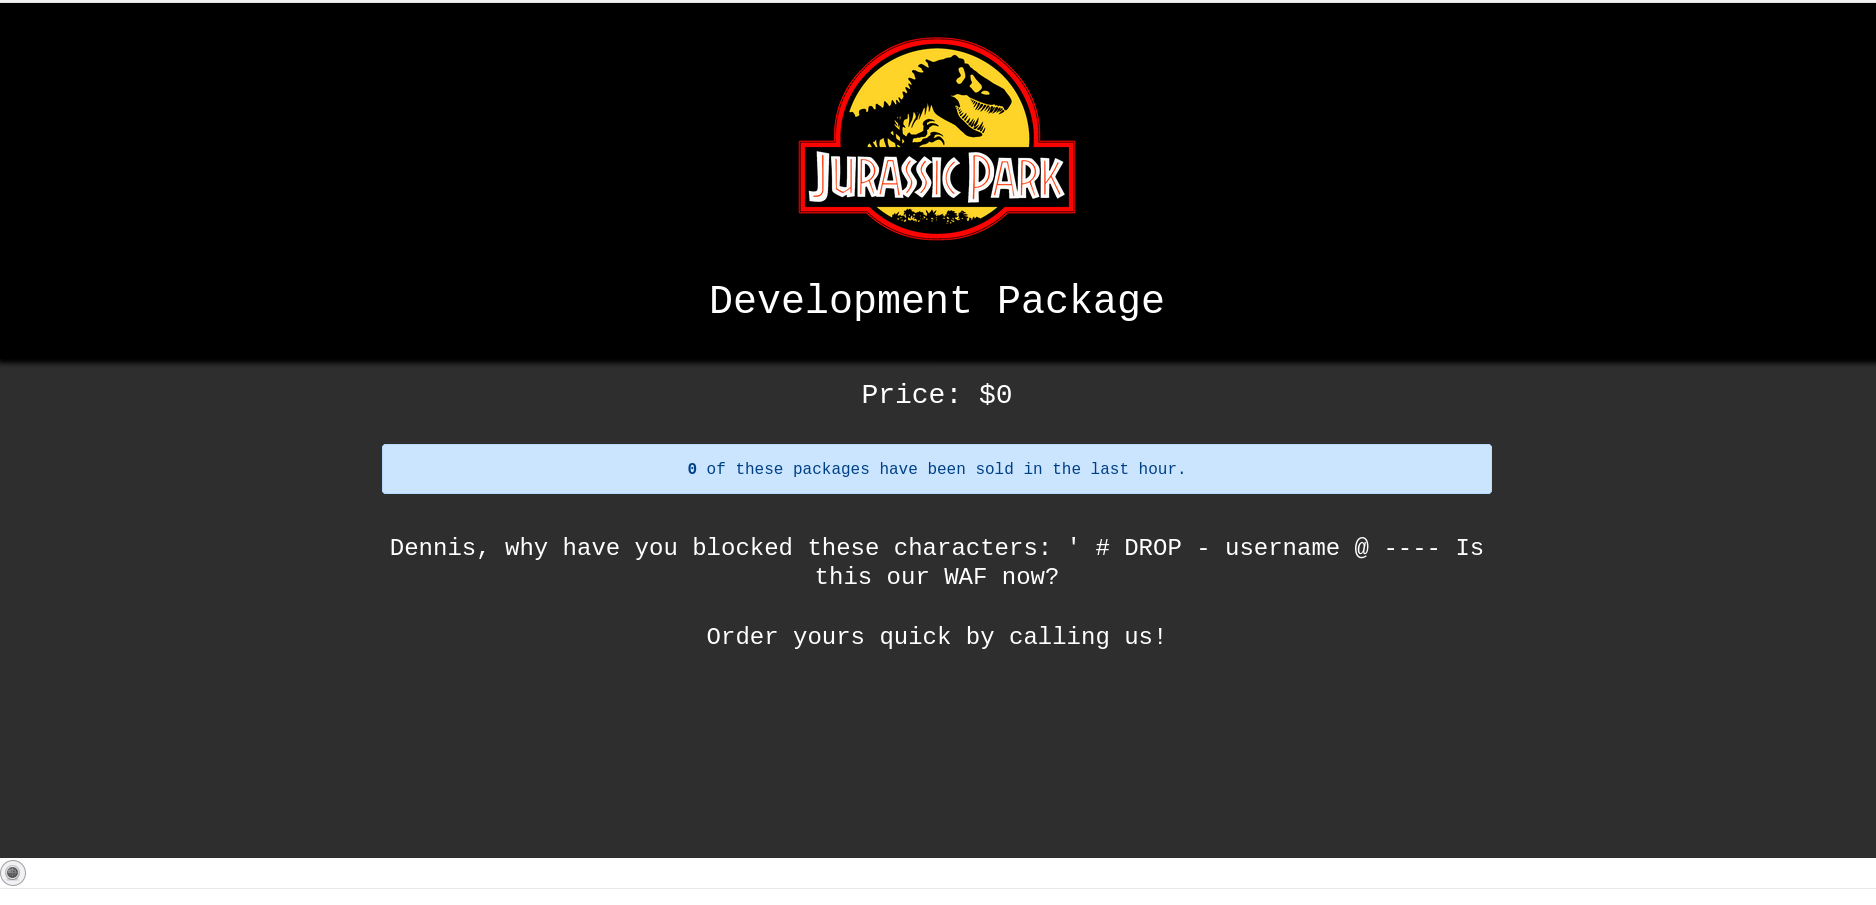 JURASSIC PARK
Development Package
Price: $0
0 of these packages have been sold in the last hour.
Dennis, why have you blocked these characters: ' # DROP - username @ ---- Is
this our WAF now?
Order yours quick by calling us!